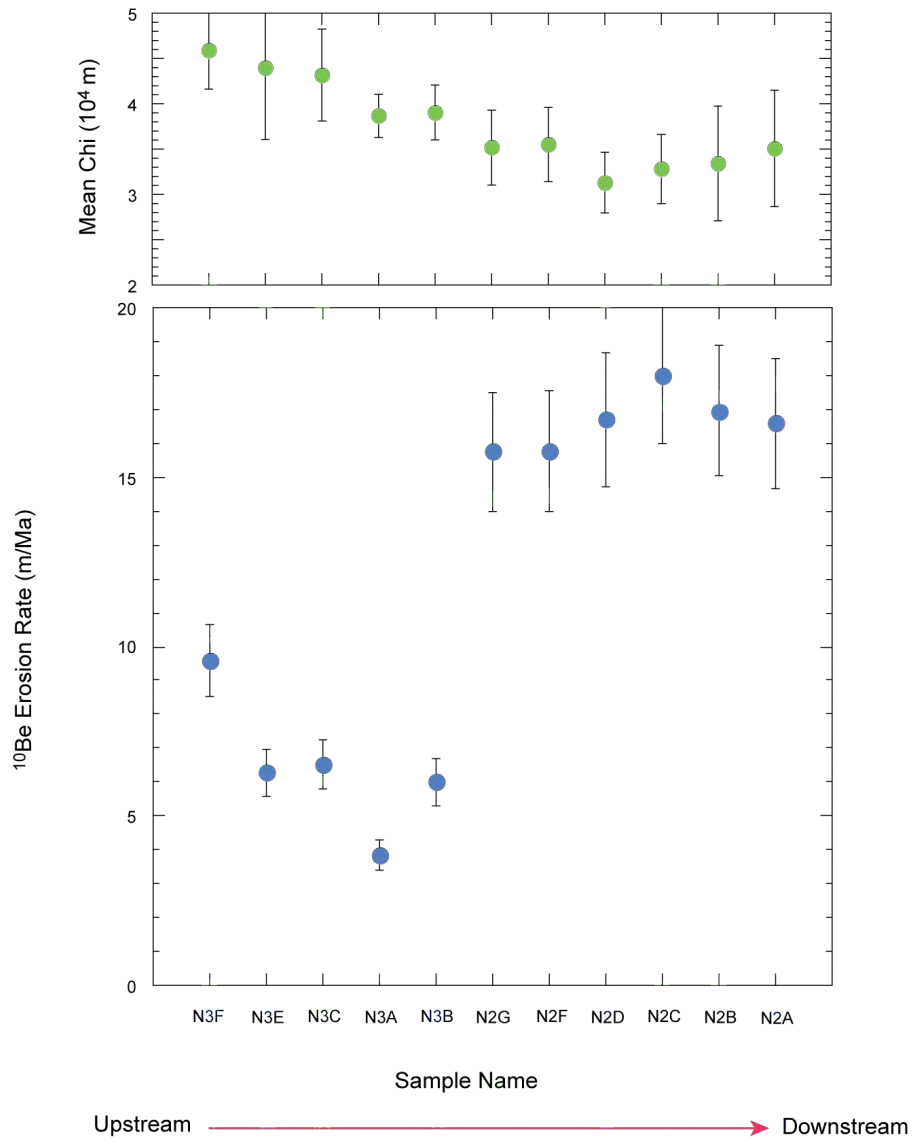 5
4
3
2
Mean Chi (10⁴ m)
20
15
10
5
0
¹⁰Be Erosion Rate (m/Ma)
N3F N3E N3C N3A N3B N2G N2F N2D N2C N2B N2A
Sample Name
Upstream Downstream